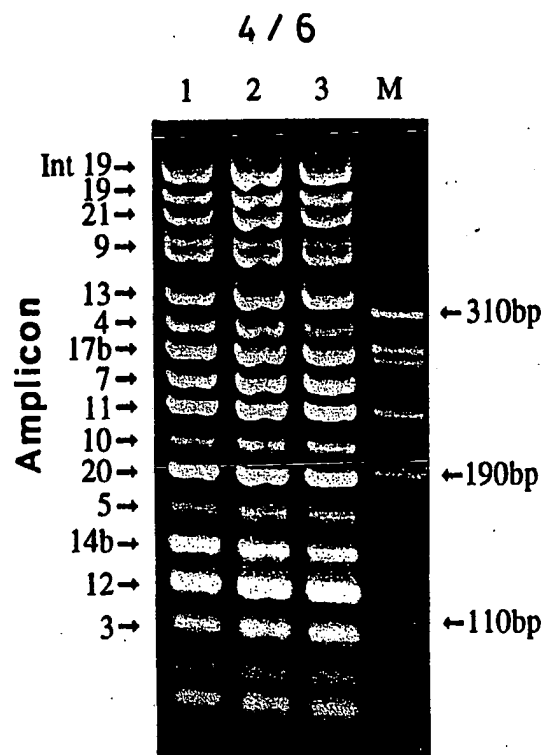 4 / 6
1 2 3 M
Int 19→
19→
21→
9→
13→
←310bp
4→
17b→
7→
11→
10→
20→
←190bp
5→
14b→
12→
3→
←110bp
Amplicon